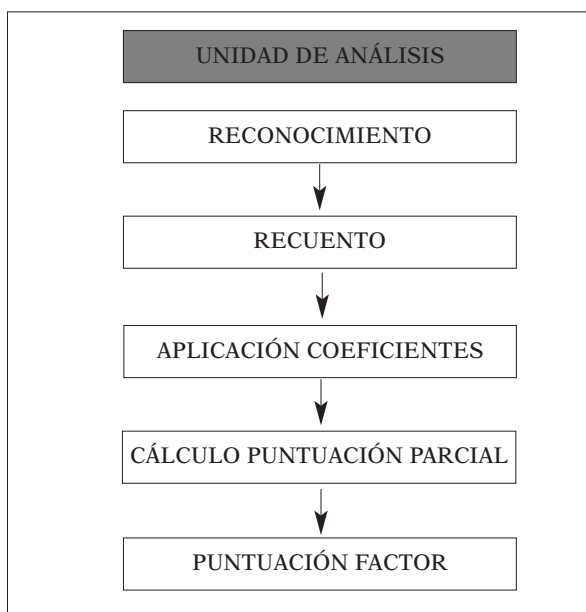 UNIDAD DE ANÁLISIS
RECONOCIMIENTO
RECUENTO
APLICACIÓN COEFICIENTES
CÁLCULO PUNTUACIÓN PARCIAL
PUNTUACIÓN FACTOR